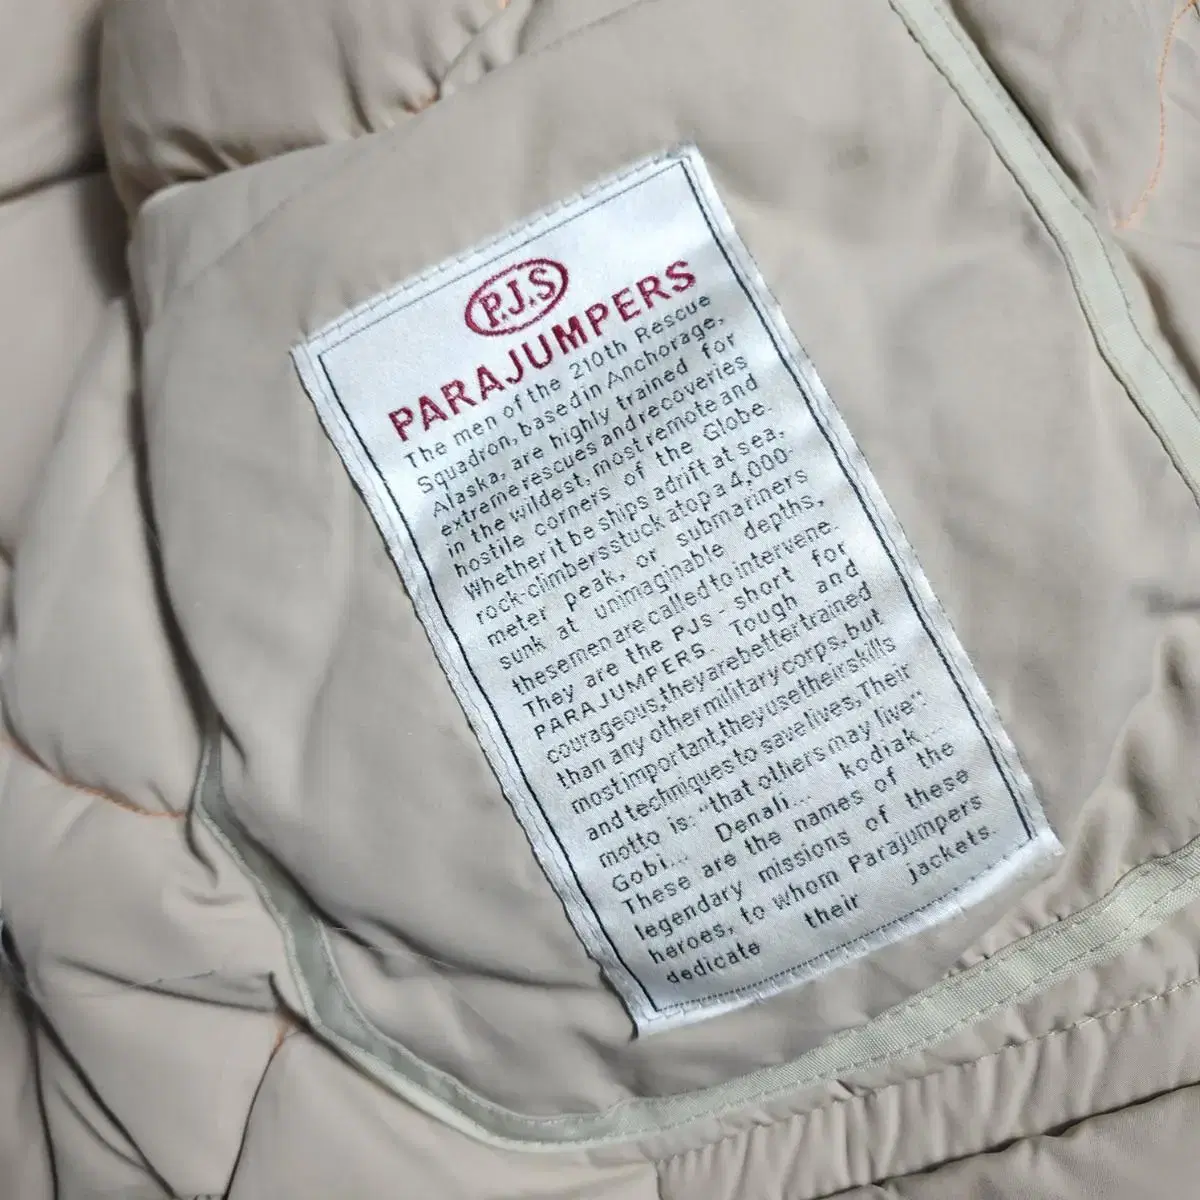 P.J.S
PARAJUMPERS
The men of the 210th Rescue
Squadron, based in Anchorage,
Alaska, are highly trained for
extreme rescues and recoveries
in the wildest, most remote and
hostile corners of the Globe.
Whether it be ships adrift at sea,
rock-climbers stuck atop a 4,000-
meter peak, or submariners
sunk at unimaginable depths,
these men are called to intervene.
They are the PJs - short for
PARAJUMPERS. Tough and
courageous, they are better trained
than any other military corps, but
most important, they use their skills
and techniques to save lives, Their
motto is: "that others may live".
Gobi... Denali... kodiak...
These are the names of the
legendary missions of these
heroes, to whom Parajumpers
dedicate their jackets.